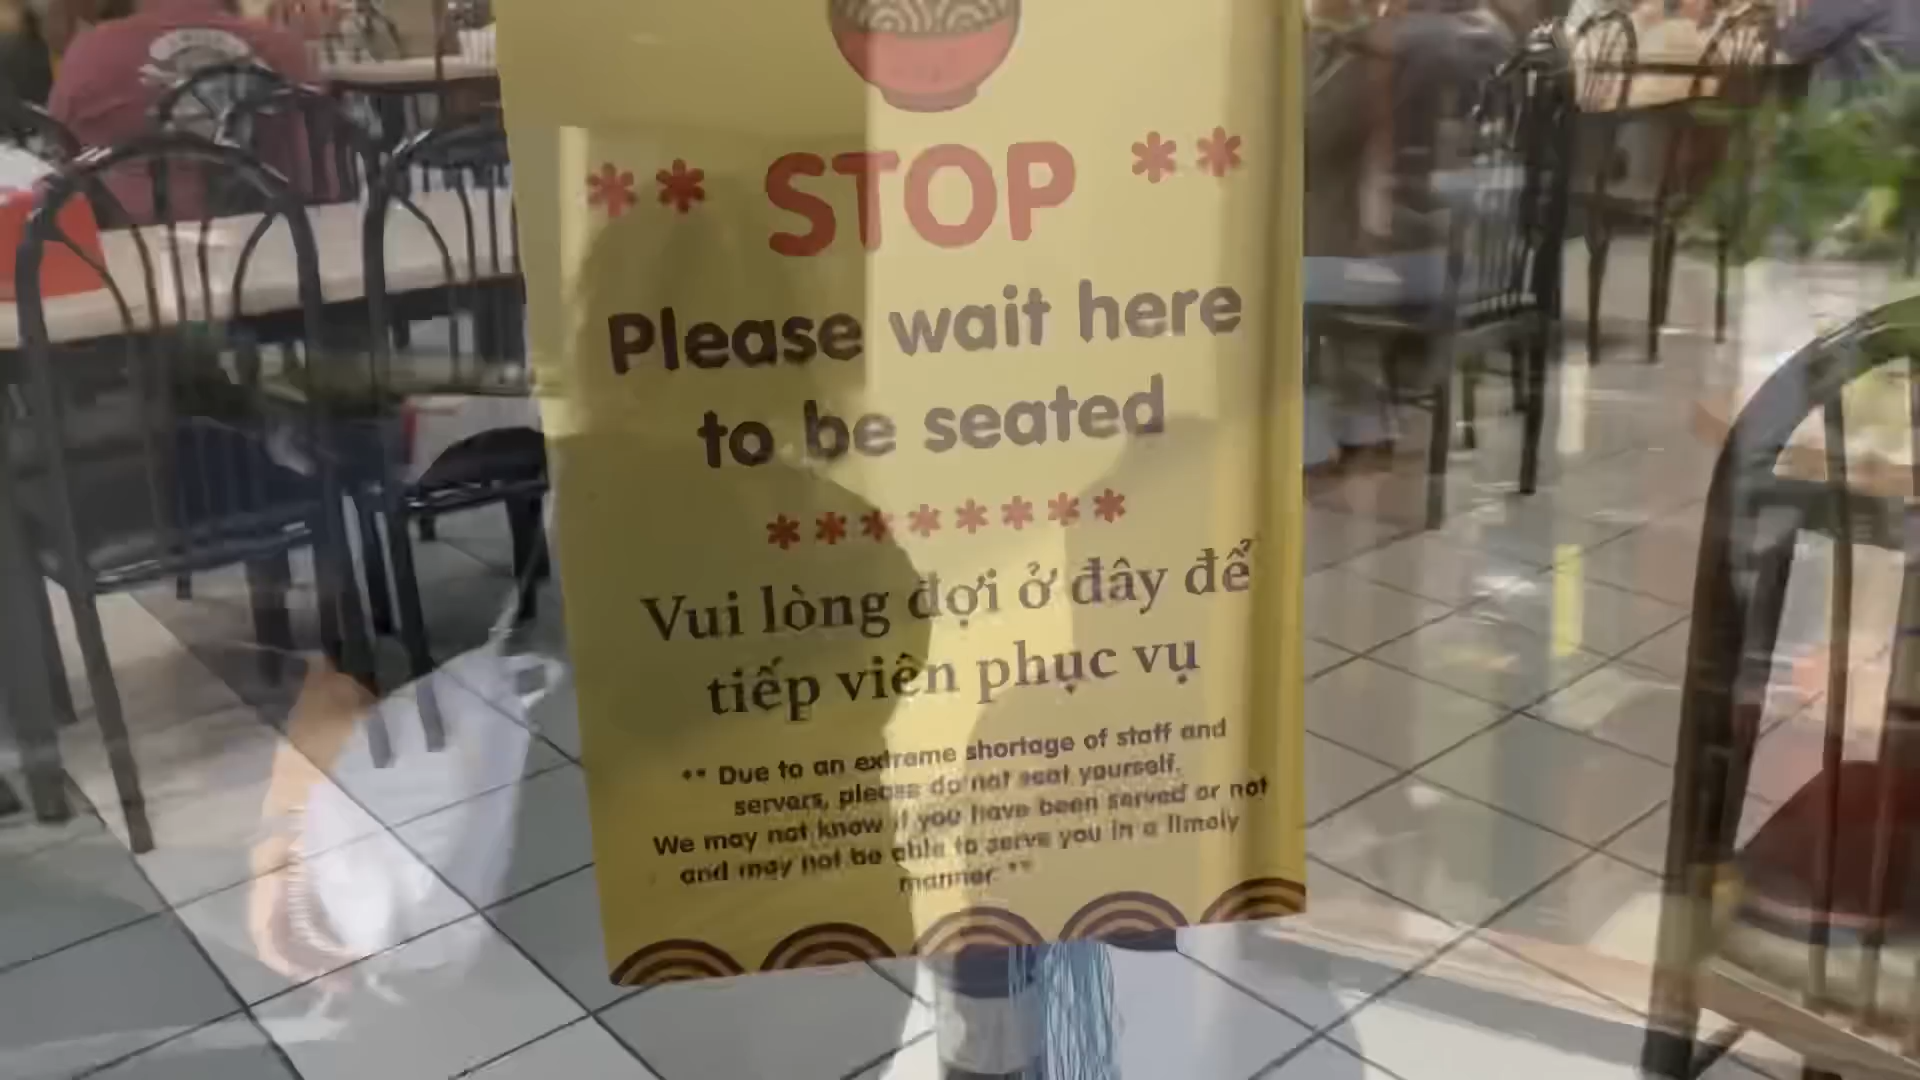 ** STOP **
Please wait here
to be seated
********
Vui lòng đợi ở đây để
tiếp viên phục vụ
** Due to an extreme shortage of staff and
servers, please do not seat yourself.
We may not know if you have been served or not
and may not be able to serve you in a timely
manner **